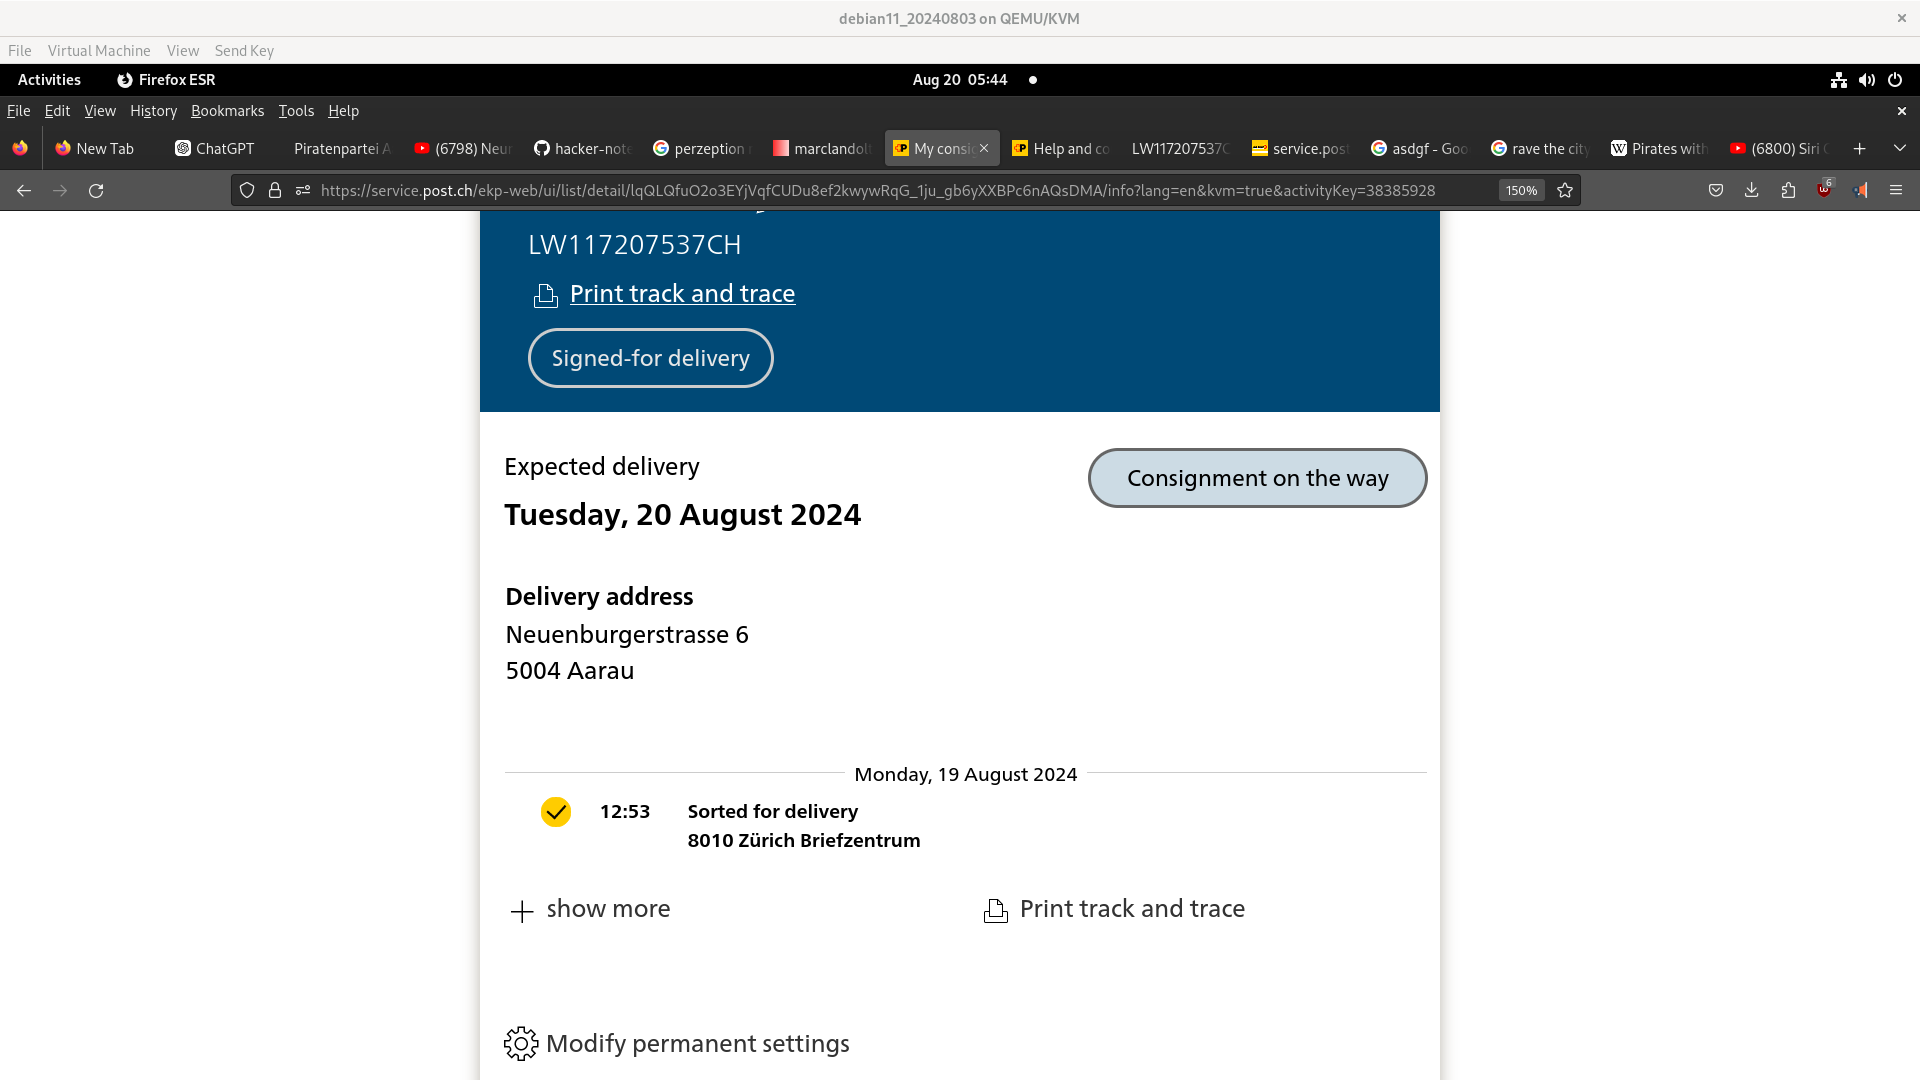 debian11_20240803 on QEMU/KVM
File Virtual Machine View Send Key
Activities Firefox ESR Aug 20 05:44
File Edit View History Bookmarks Tools Help
New Tab ChatGPT Piratenpartei A (6798) Neu hacker-note perzeption marclandolt My consi Help and co LW117207537C service.post asdgf - Goo rave the city Pirates with (6800) Siri
https://service.post.ch/ekp-web/ui/list/detail/lqQLQfuO2o3EYjVqfCUDu8ef2kwywRqG_1ju_gb6yXXBPc6nAQsDMA/info?lang=en&kvm=true&activityKey=38385928 150% 6
LW117207537CH
Print track and trace
Signed-for delivery
Expected delivery
Consignment on the way
Tuesday, 20 August 2024
Delivery address
Neuenburgerstrasse 6
5004 Aarau
Monday, 19 August 2024
12:53 Sorted for delivery
8010 Zürich Briefzentrum
show more Print track and trace
Modify permanent settings